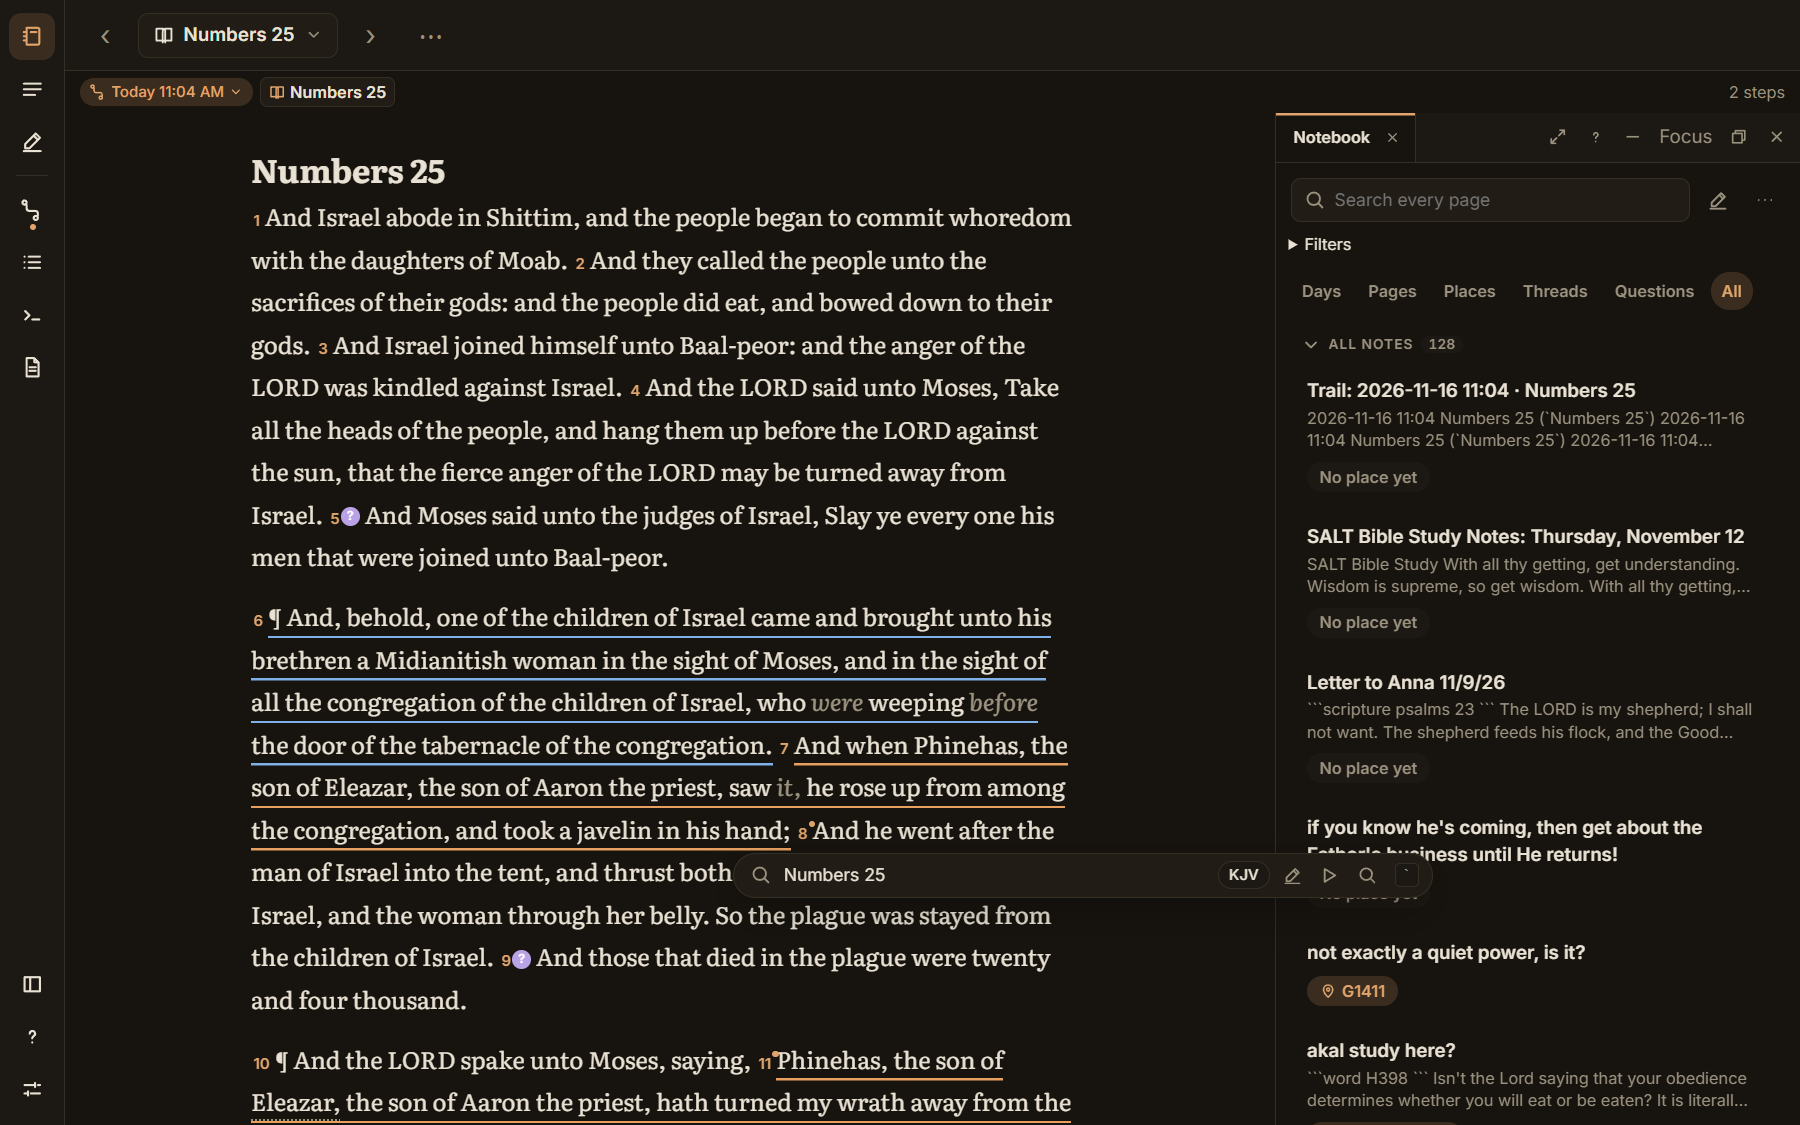 Numbers 25
Today 11:04 AM
Numbers 25
2 steps
Numbers 25
1 And Israel abode in Shittim, and the people began to commit whoredom
with the daughters of Moab. 2 And they called the people unto the
sacrifices of their gods: and the people did eat, and bowed down to their
gods. 3 And Israel joined himself unto Baal-peor: and the anger of the
LORD was kindled against Israel. 4 And the LORD said unto Moses, Take
all the heads of the people, and hang them up before the LORD against
the sun, that the fierce anger of the LORD may be turned away from
Israel. 5? And Moses said unto the judges of Israel, Slay ye every one his
men that were joined unto Baal-peor.
6 ¶ And, behold, one of the children of Israel came and brought unto his
brethren a Midianitish woman in the sight of Moses, and in the sight of
all the congregation of the children of Israel, who were weeping before
the door of the tabernacle of the congregation. 7 And when Phinehas, the
son of Eleazar, the son of Aaron the priest, saw it, he rose up from among
the congregation, and took a javelin in his hand; 8 And he went after the
man of Israel into the tent, and thrust both
Israel, and the woman through her belly. So the plague was stayed from
the children of Israel. 9? And those that died in the plague were twenty
and four thousand.
10 ¶ And the LORD spake unto Moses, saying, 11 Phinehas, the son of
Eleazar, the son of Aaron the priest, hath turned my wrath away from the
Numbers 25
KJV
`
Notebook
?
Focus
Search every page
Filters
Days Pages Places Threads Questions All
ALL NOTES 128
Trail: 2026-11-16 11:04 · Numbers 25
2026-11-16 11:04 Numbers 25 (`Numbers 25`) 2026-11-16
11:04 Numbers 25 (`Numbers 25`) 2026-11-16 11:04...
No place yet
SALT Bible Study Notes: Thursday, November 12
SALT Bible Study With all thy getting, get understanding.
Wisdom is supreme, so get wisdom. With all thy getting,...
No place yet
Letter to Anna 11/9/26
```scripture psalms 23 ``` The LORD is my shepherd; I shall
not want. The shepherd feeds his flock, and the Good...
No place yet
if you know he's coming, then get about the
Father's business until He returns!
No place yet
not exactly a quiet power, is it?
G1411
akal study here?
```word H398 ``` Isn't the Lord saying that your obedience
determines whether you will eat or be eaten? It is literall...
?